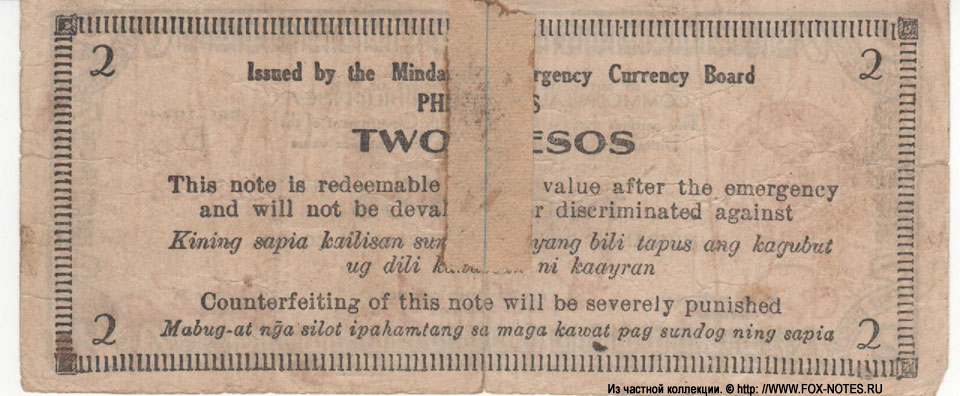 2 2
Issued by the Minda rgency Currency Board
PH S
TWO ESOS
This note is redeemable value after the emergency
and will not be deval r discriminated against
Kining sapia kailisan sun yang bili tapus ang kagubut
ug dili ni kaayran
Counterfeiting of this note will be severely punished
Mabug-at nga silot ipahamtang sa maga kawat pag sundog ning sapia
2 2
Из частной коллекции. © http: //WWW.FOX-NOTES.RU